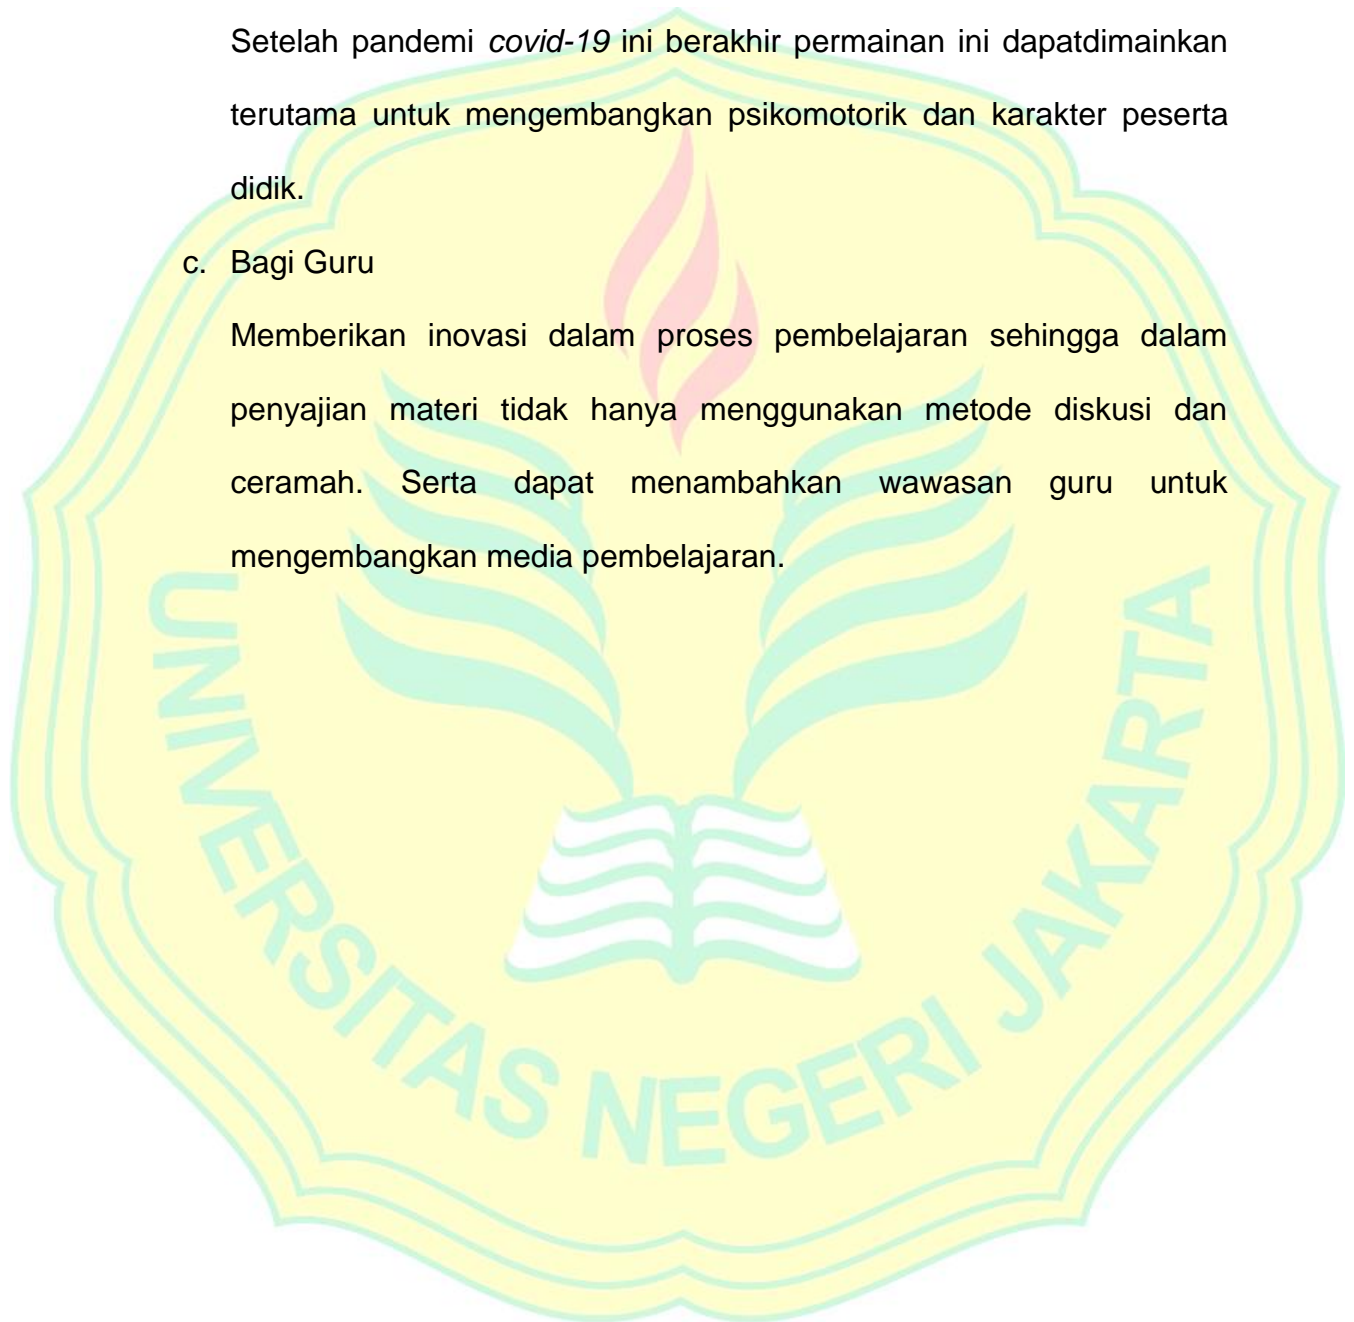 Setelah pandemi covid-19 ini berakhir permainan ini dapatdimainkan
terutama untuk mengembangkan psikomotorik dan karakter peserta
didik.
c. Bagi Guru
Memberikan inovasi dalam proses pembelajaran sehingga dalam
penyajian materi tidak hanya menggunakan metode diskusi dan
ceramah. Serta dapat menambahkan wawasan guru untuk
mengembangkan media pembelajaran.
UNIVERSITAS NEGERI JAKARTA